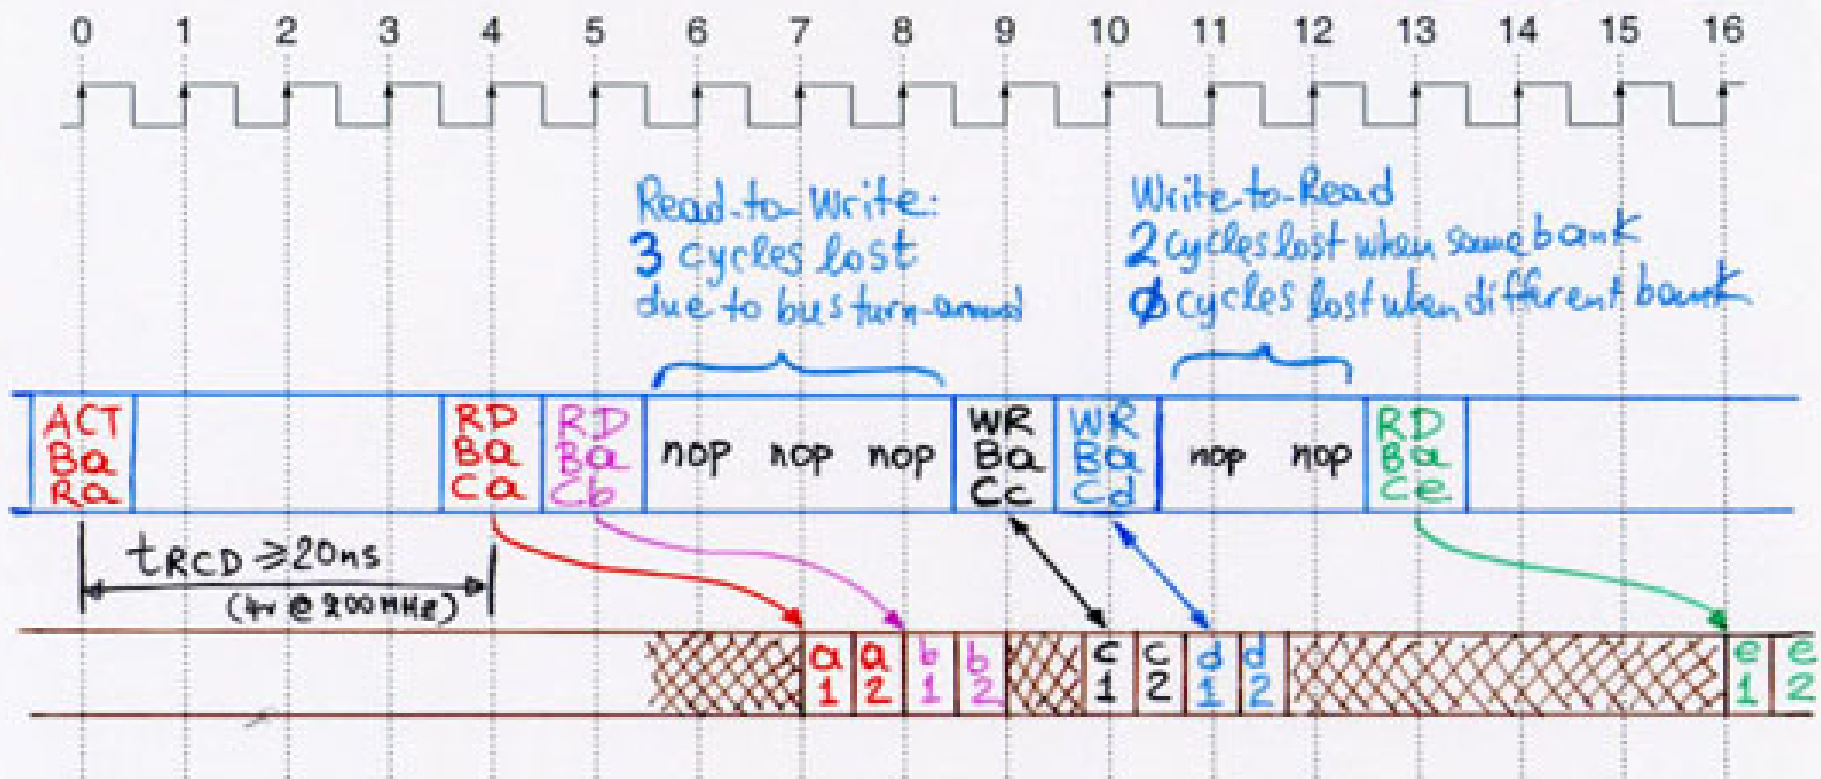 0 1 2 3 4 5 6 7 8 9 10 11 12 13 14 15 16
Read-to-Write:
3 cycles lost
due to bus turn-around
Write-to-Read
2 cycles lost when same bank
0 cycles lost when different bank
ACT
Ba
Ra
RD
Ba
Ca
RD
Ba
Cb
nop nop nop
WR
Ba
Cc
WR
Ba
Cd
nop nop
RD
Ba
Ce
tRCD ≥20ns
@ 200MHz)
a a b b c c d d e e
1 2 1 2 1 2 1 2 1 2